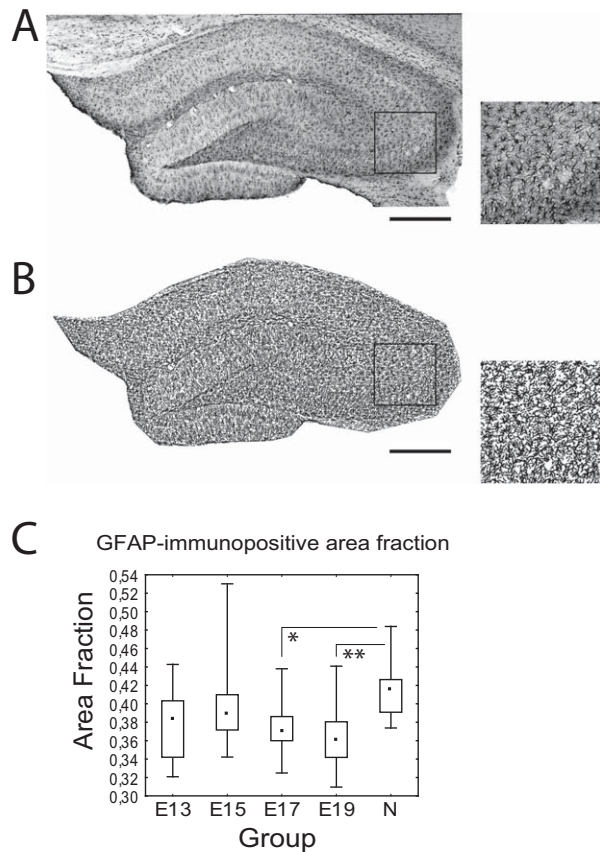 A
B
C
GFAP-immunopositive area fraction
Area Fraction
0,54
0,52
0,50
0,48
0,46
0,44
0,42
0,40
0,38
0,36
0,34
0,32
0,30
*
**
E13 E15 E17 E19 N
Group